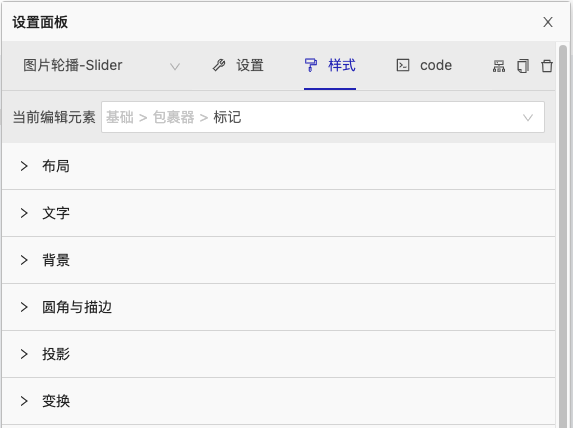 设置面板
图片轮播-Slider 设置 样式 code
当前编辑元素 基础 > 包裹器 > 标记
布局
文字
背景
圆角与描边
投影
变换